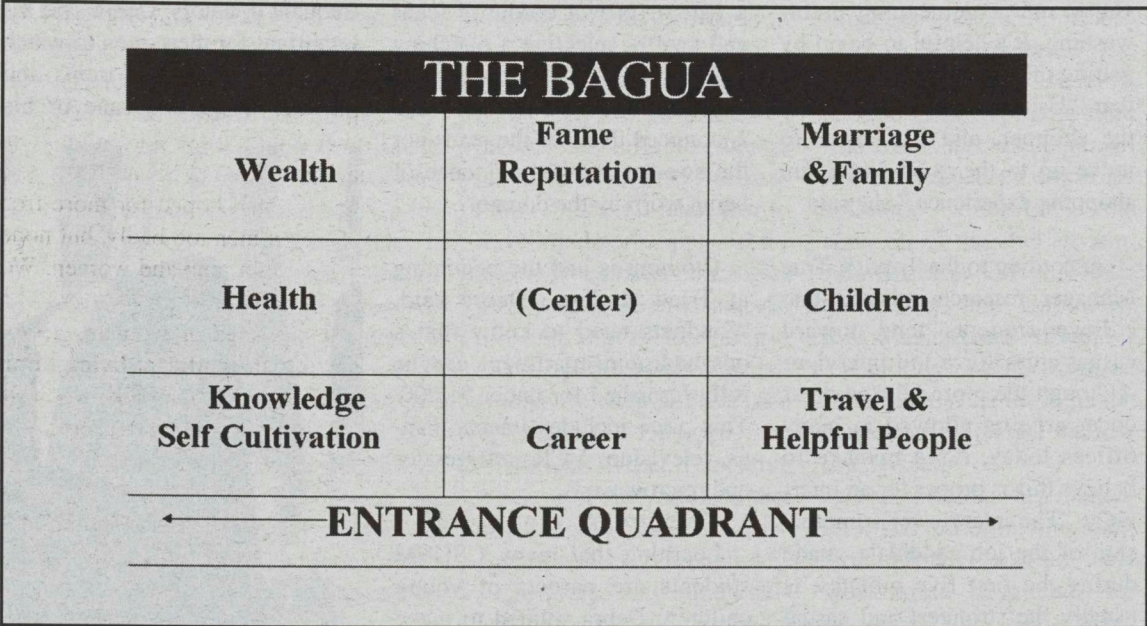 THE BAGUA
Wealth
Fame
Reputation
Marriage
&Family
Health
(Center)
Children
Knowledge
Self Cultivation
Career
Travel &
Helpful People
ENTRANCE QUADRANT